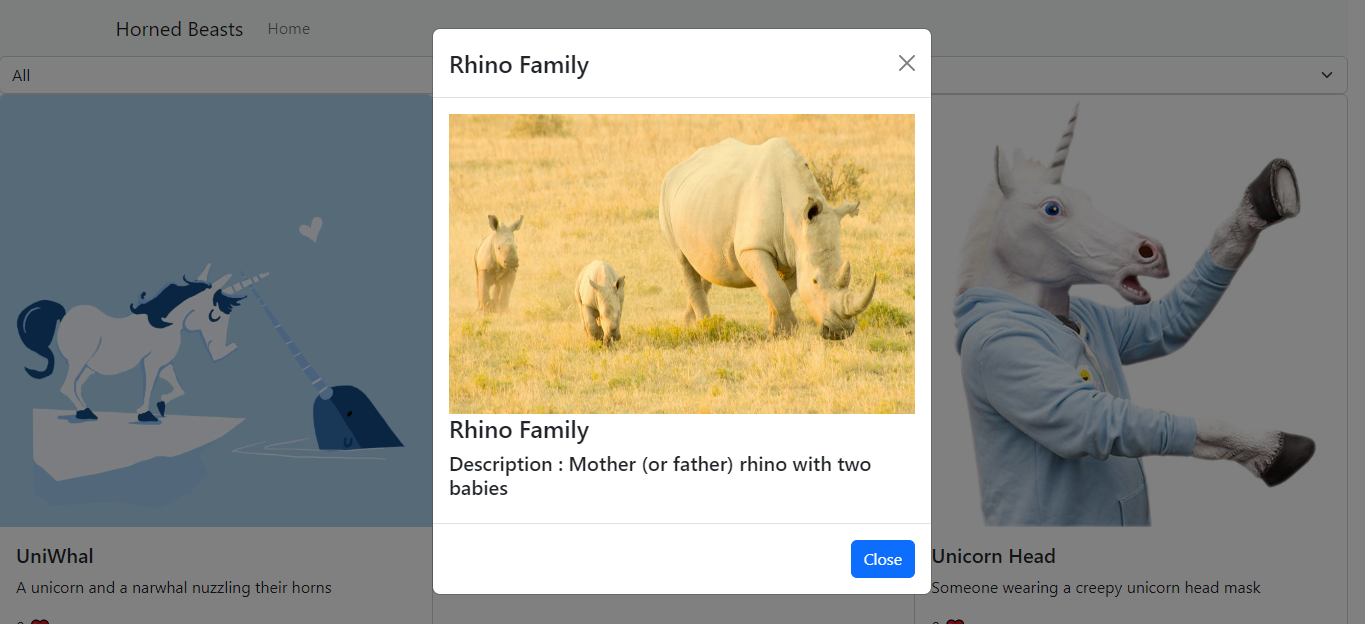 Horned Beasts Home
All
Rhino Family
Rhino Family
Description : Mother (or father) rhino with two
babies
Close
UniWhal
A unicorn and a narwhal nuzzling their horns
Unicorn Head
Someone wearing a creepy unicorn head mask